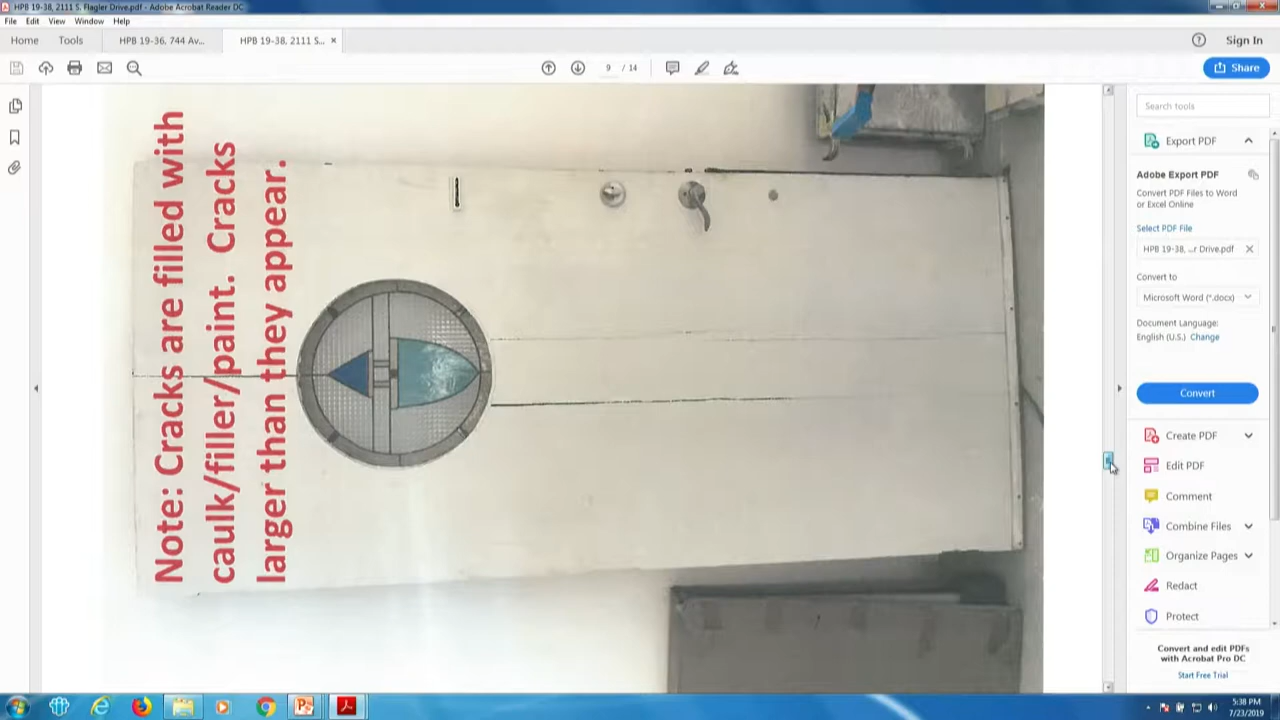 HPB 19-38, 2111 S. Flagler Drive.pdf - Adobe Acrobat Reader DC
File Edit View Window Help
Home Tools HPB 19-36, 744 Av... HPB 19-38, 2111 S... × Sign In
9 / 14 Share
Note: Cracks are filled with
caulk/filler/paint. Cracks
larger than they appear.
Search tools
Export PDF
Adobe Export PDF
Convert PDF Files to Word
or Excel Online
Select PDF File
HPB 19-38, ...r Drive.pdf ×
Convert to
Microsoft Word (*.docx)
Document Language:
English (U.S.) Change
Convert
Create PDF
Edit PDF
Comment
Combine Files
Organize Pages
Redact
Protect
Convert and edit PDFs
with Acrobat Pro DC
Start Free Trial
5:38 PM
7/23/2019